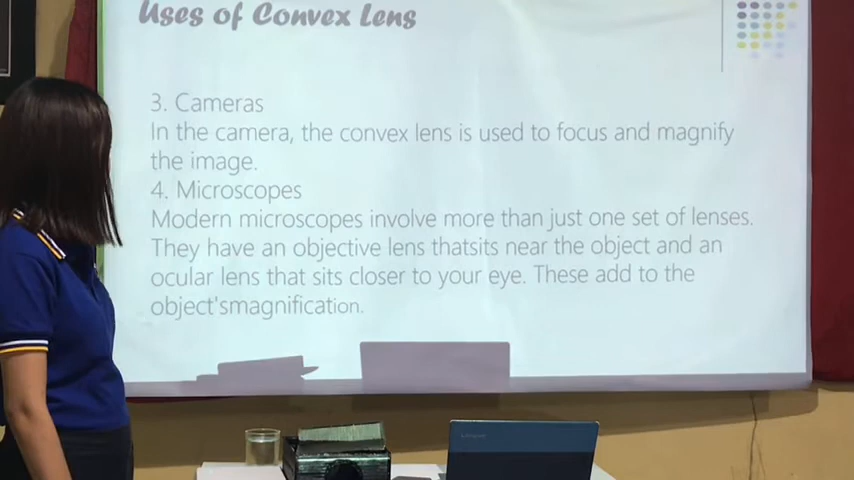 Uses of Convex Lens
3. Cameras
In the camera, the convex lens is used to focus and magnify
the image.
4. Microscopes
Modern microscopes involve more than just one set of lenses.
They have an objective lens thatsits near the object and an
ocular lens that sits closer to your eye. These add to the
object'smagnification.